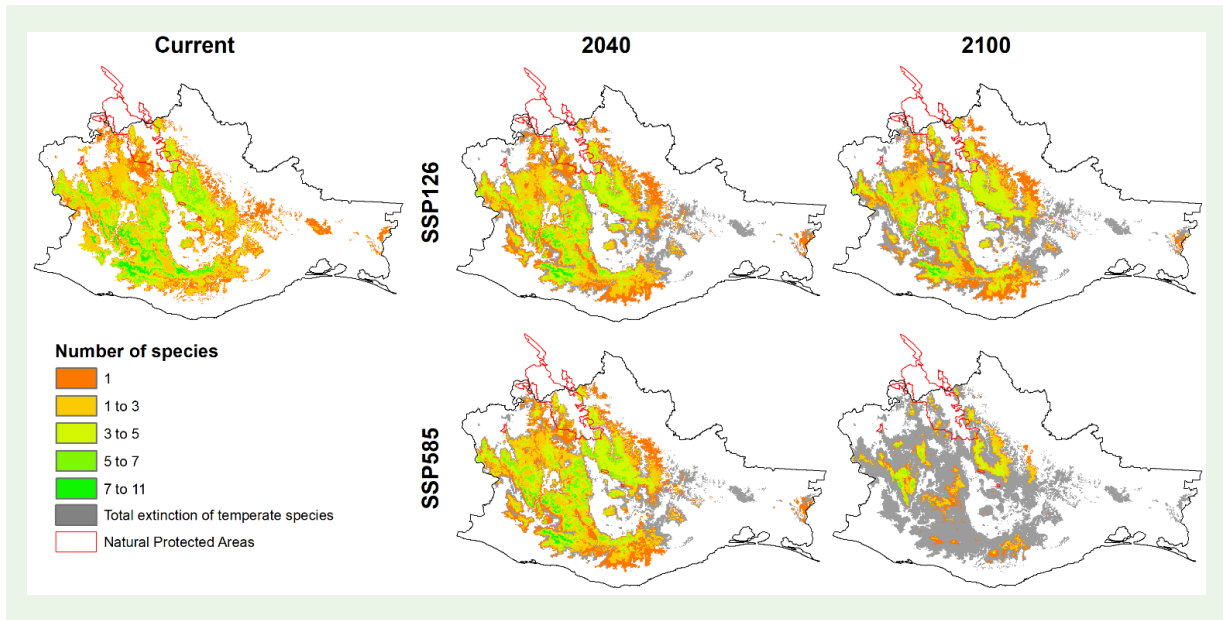 Current
2040
2100
SSP126
Number of species
1
1 to 3
3 to 5
5 to 7
7 to 11
Total extinction of temperate species
Natural Protected Areas
SSP585